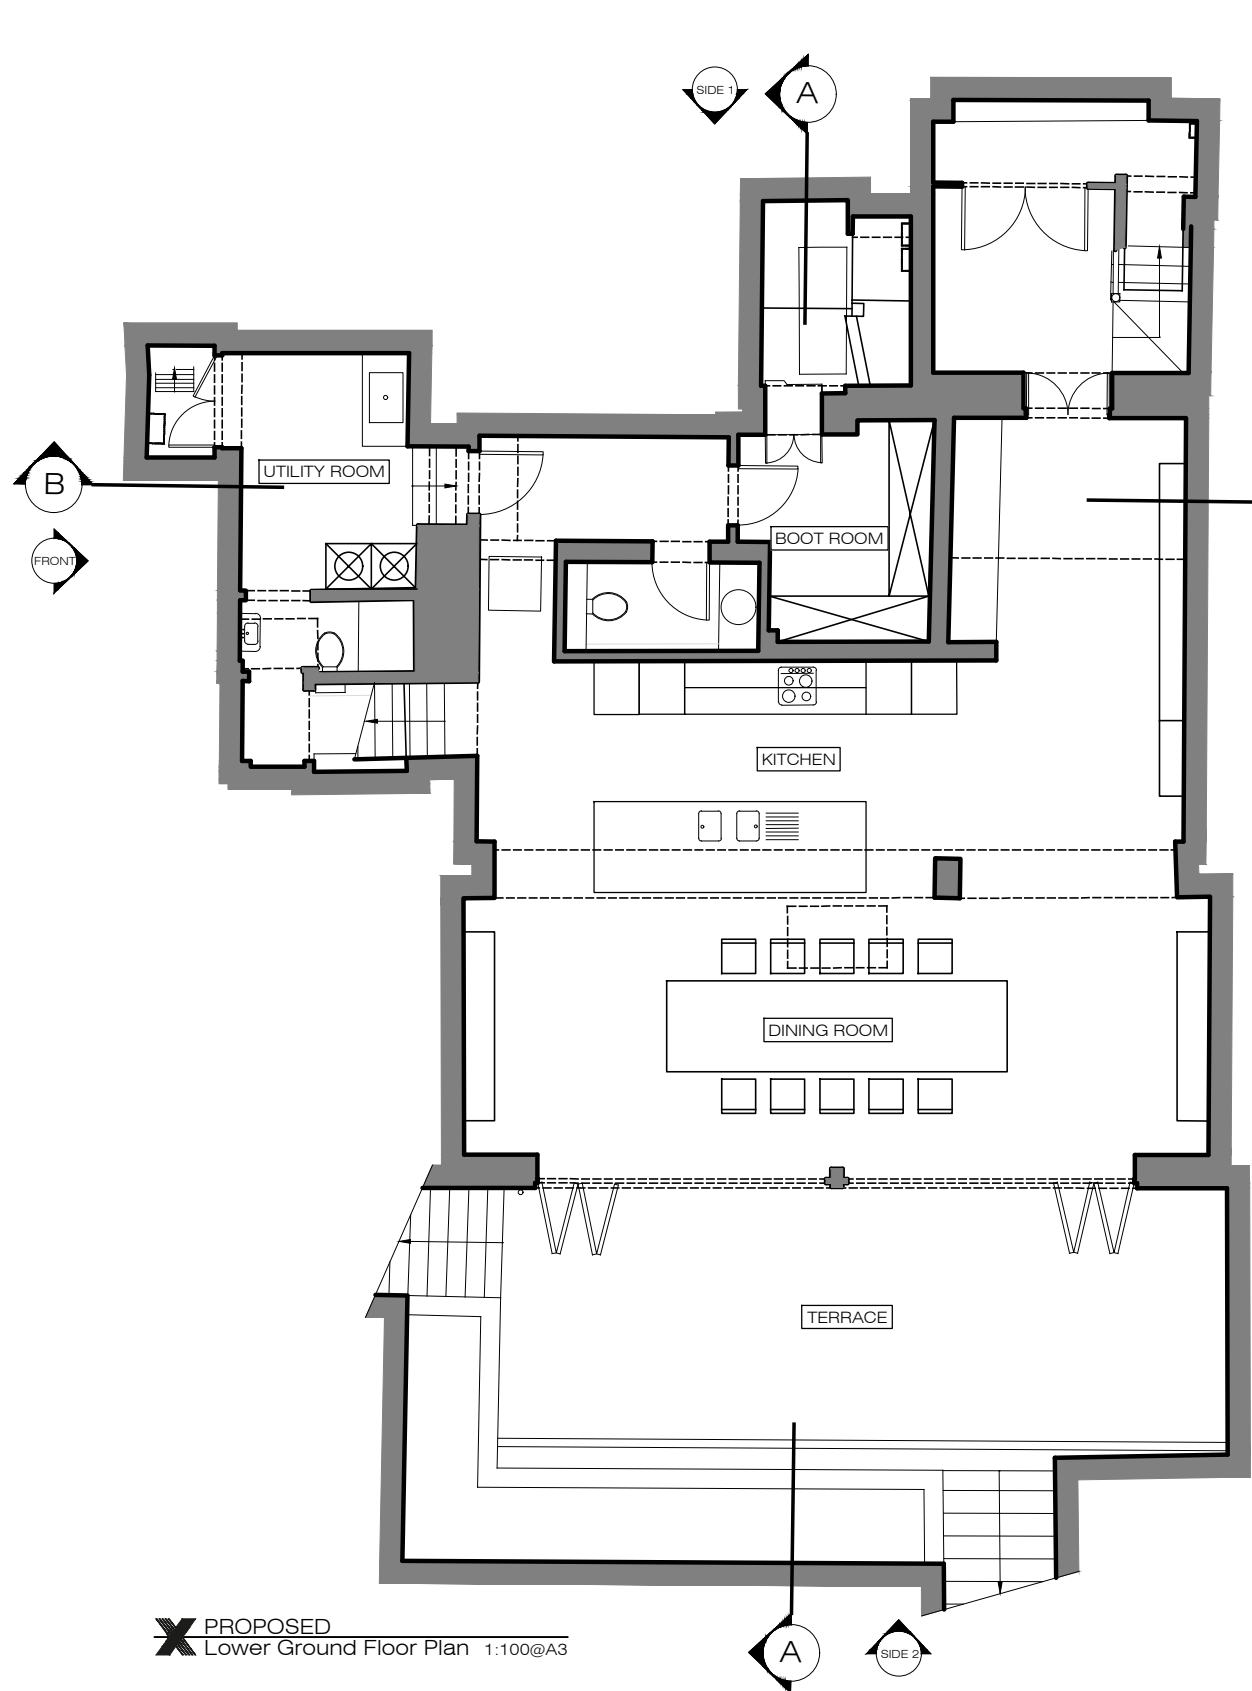 SIDE 1
A
UTILITY ROOM
B
BOOT ROOM
FRONT
KITCHEN
DINING ROOM
TERRACE
PROPOSED
Lower Ground Floor Plan 1:100@A3
A
SIDE 2